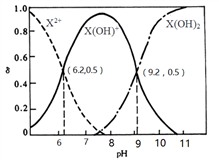 1.0
X²⁺
X(OH)⁺
X(OH)₂
0.8
0.6
(6.2,0.5)
(9.2 , 0.5)
0.4
0.2
0
δ
6 7 8 9 10 11
pH